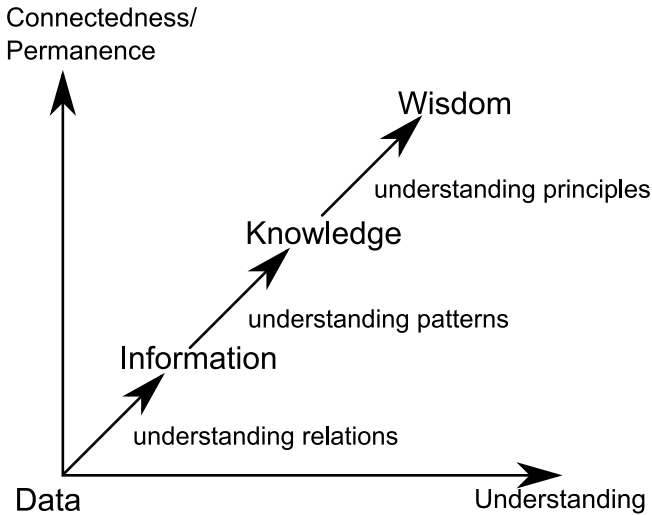 Connectedness/
Permanence
Wisdom
understanding principles
Knowledge
understanding patterns
Information
understanding relations
Data
Understanding